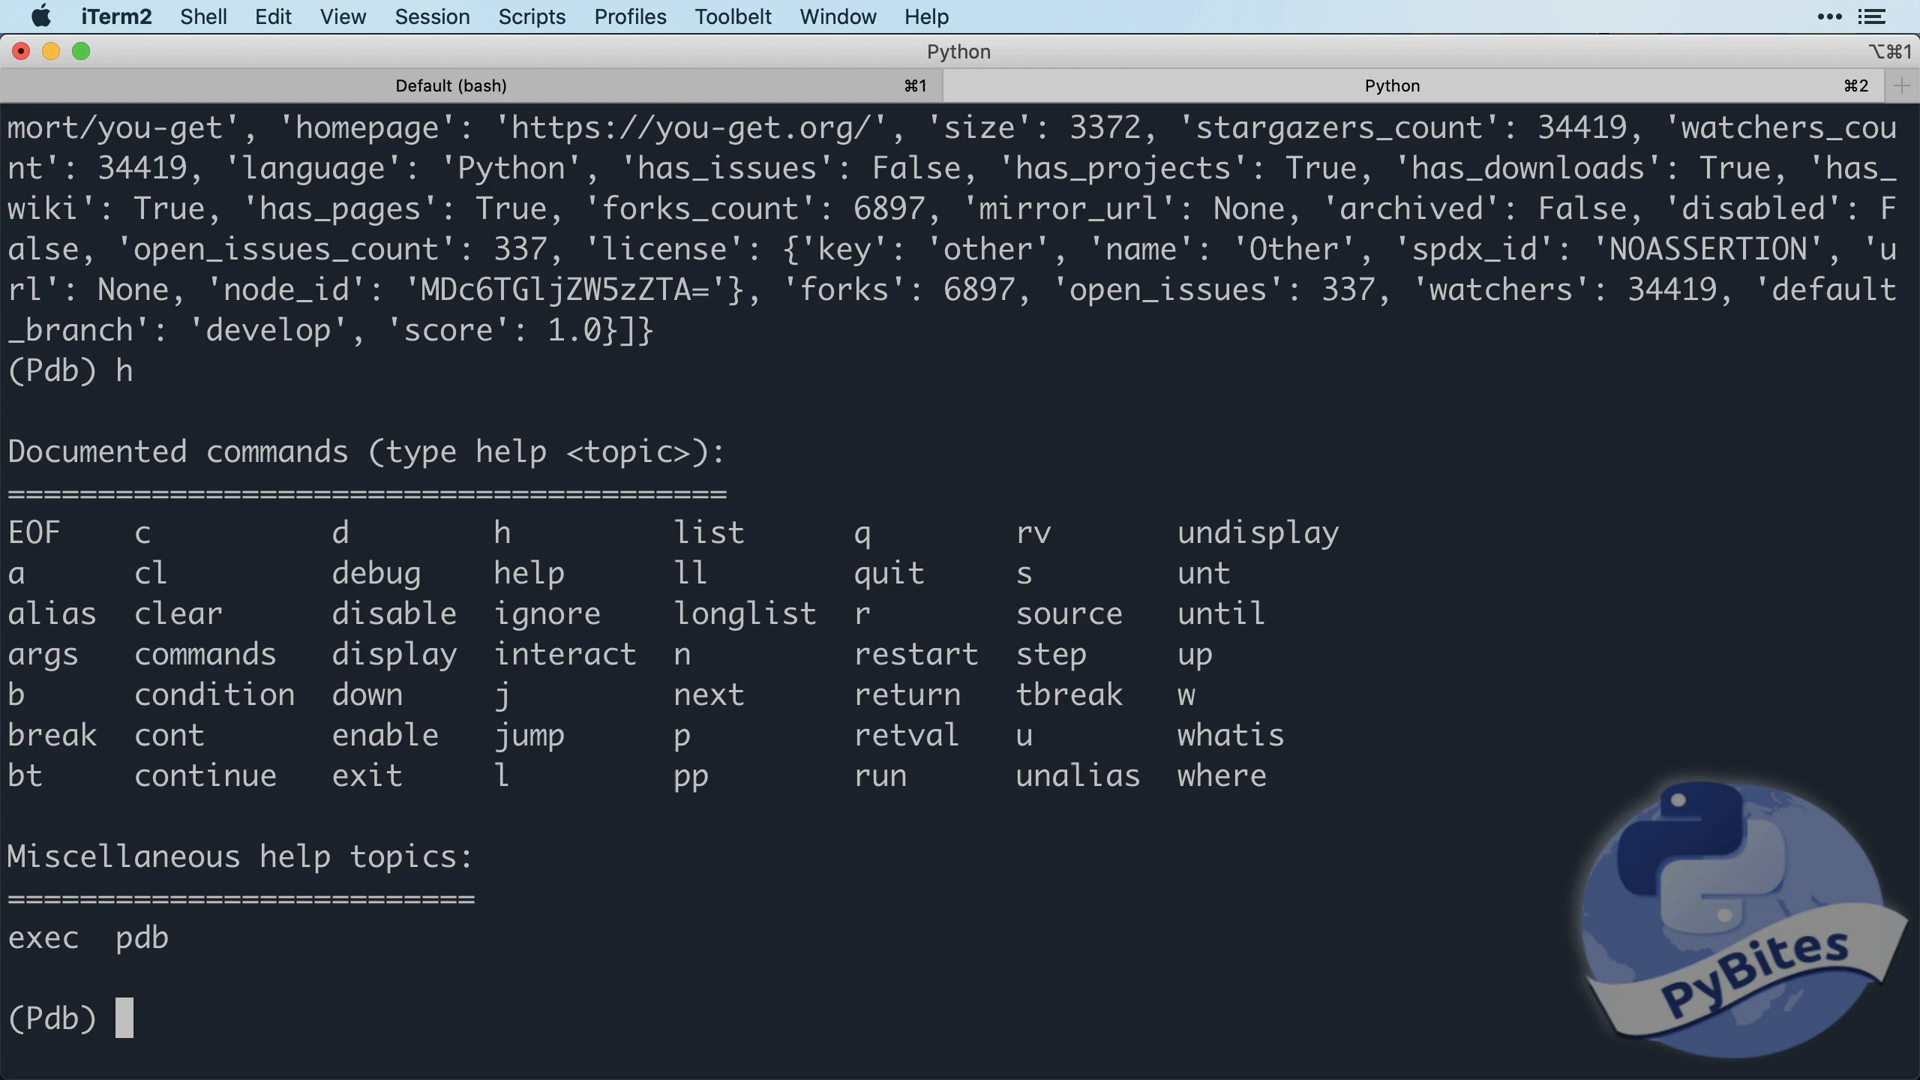 iTerm2 Shell Edit View Session Scripts Profiles Toolbelt Window Help
Python ⌥⌘1
Default (bash) ⌘1 Python ⌘2
mort/you-get', 'homepage': 'https://you-get.org/', 'size': 3372, 'stargazers_count': 34419, 'watchers_cou
nt': 34419, 'language': 'Python', 'has_issues': False, 'has_projects': True, 'has_downloads': True, 'has_
wiki': True, 'has_pages': True, 'forks_count': 6897, 'mirror_url': None, 'archived': False, 'disabled': F
alse, 'open_issues_count': 337, 'license': {'key': 'other', 'name': 'Other', 'spdx_id': 'NOASSERTION', 'u
rl': None, 'node_id': 'MDc6TGljZW5zZTA='}, 'forks': 6897, 'open_issues': 337, 'watchers': 34419, 'default
_branch': 'develop', 'score': 1.0}]}
(Pdb) h
Documented commands (type help <topic>):
========================================
EOF c d h list q rv undisplay
a cl debug help ll quit s unt
alias clear disable ignore longlist r source until
args commands display interact n restart step up
b condition down j next return tbreak w
break cont enable jump p retval u whatis
bt continue exit l pp run unalias where
Miscellaneous help topics:
==========================
exec pdb
(Pdb)
PyBites